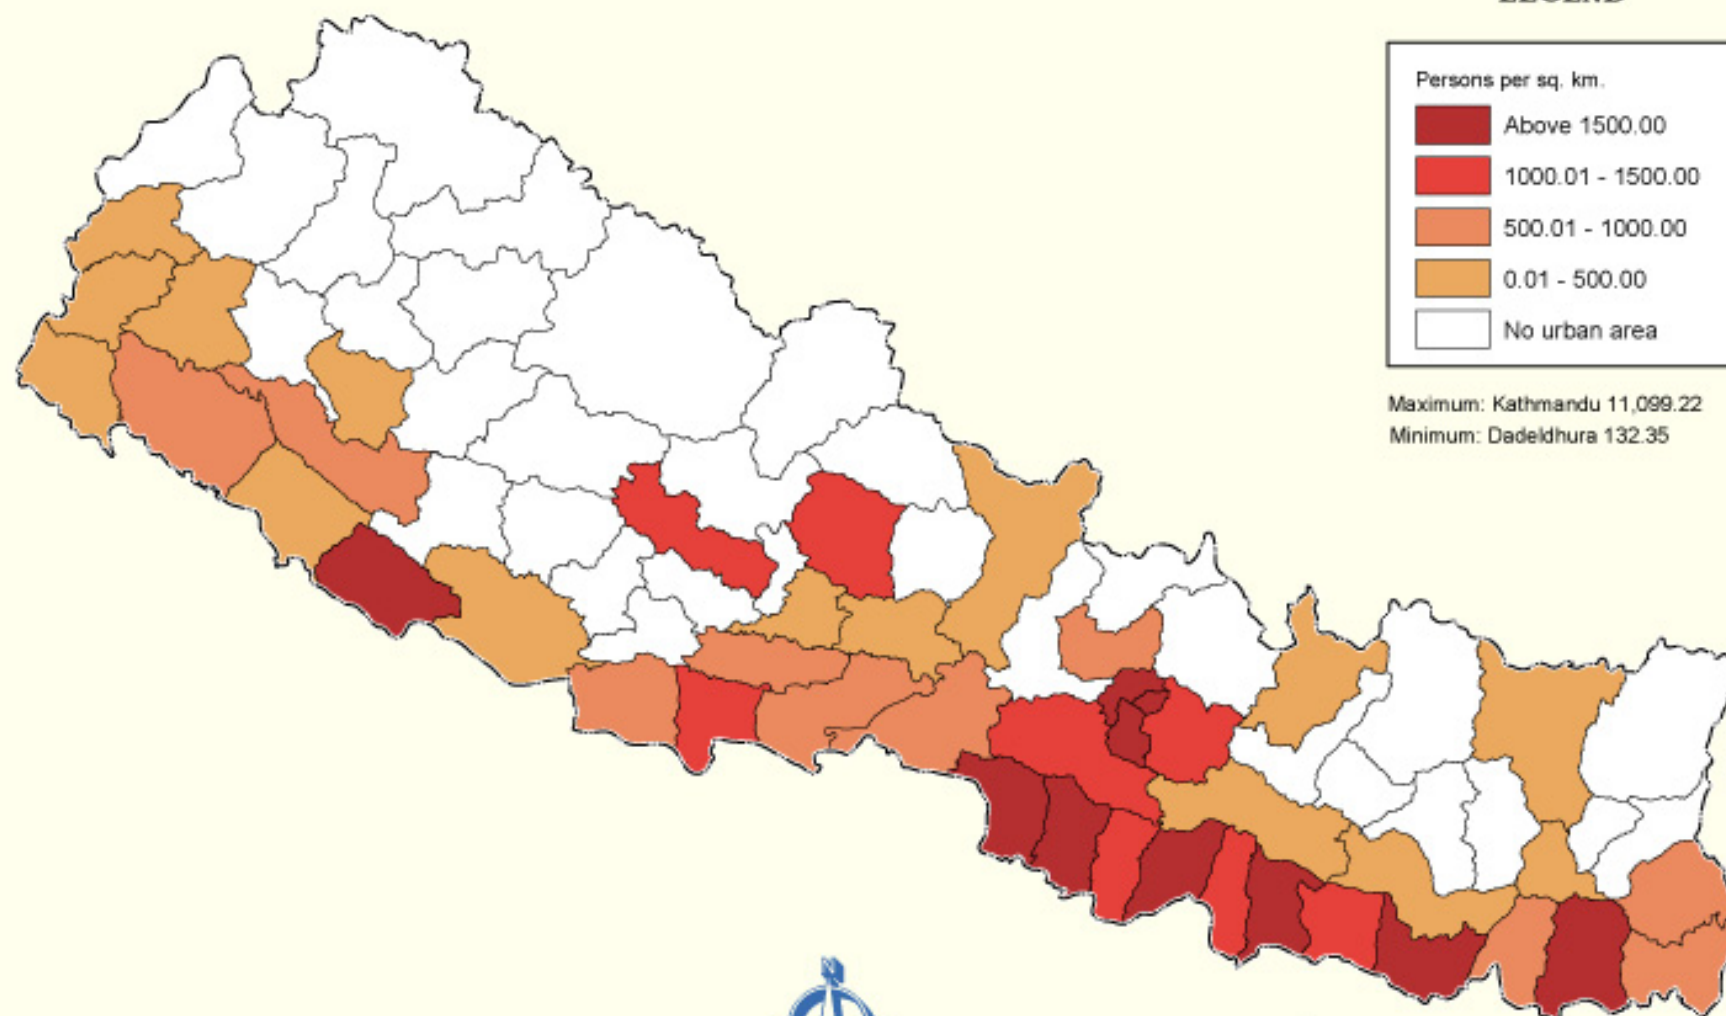 LEGEND
Persons per sq. km.
Above 1500.00
1000.01 - 1500.00
500.01 - 1000.00
0.01 - 500.00
No urban area
Maximum: Kathmandu 11,099.22
Minimum: Dadeldhura 132.35
N